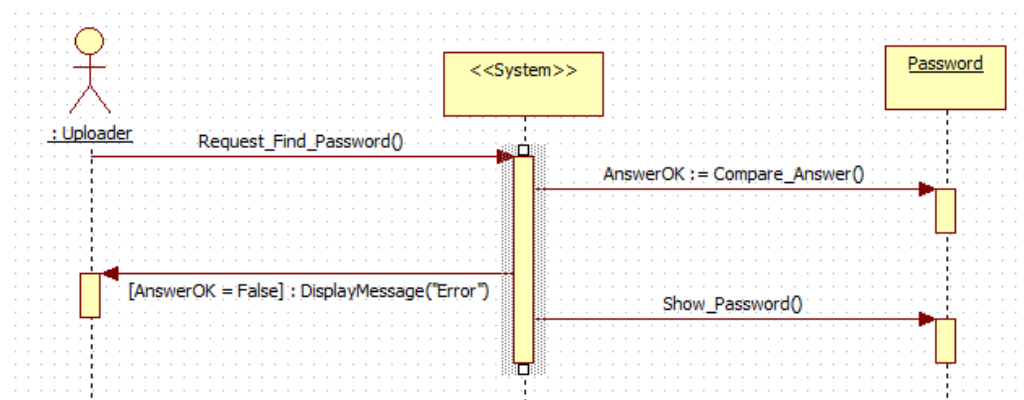 <<System>>
Password
: Uploader
Request_Find_Password()
AnswerOK := Compare_Answer()
[AnswerOK = False] : DisplayMessage("Error")
Show_Password()